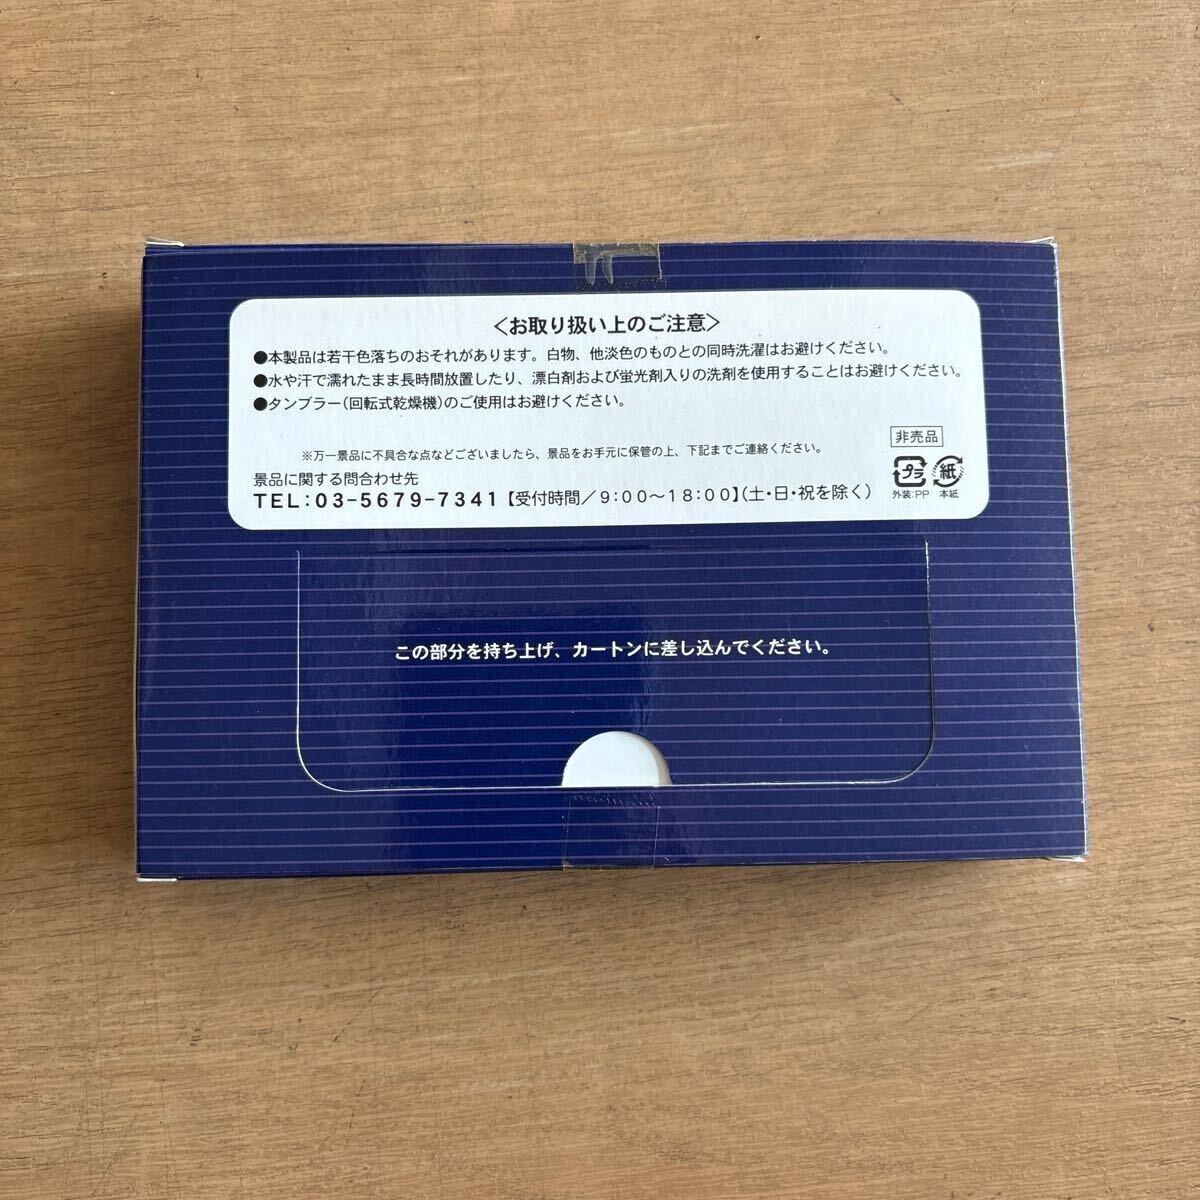 〈お取り扱い上のご注意〉
●本製品は若干色落ちのおそれがあります。白物、他淡色のものとの同時洗濯はお避けください。
●水や汗で濡れたまま長時間放置したり、漂白剤および蛍光剤入りの洗剤を使用することはお避けください。
●タンブラー(回転式乾燥機)のご使用はお避けください。
非売品
※万一景品に不具合な点などございましたら、景品をお手元に保管の上、下記までご連絡ください。
景品に関する問合わせ先
TEL:03-5679-7341【受付時間/9:00〜18:00】(土・日・祝を除く)
プラ 紙
外装:PP 本紙
この部分を持ち上げ、カートンに差し込んでください。